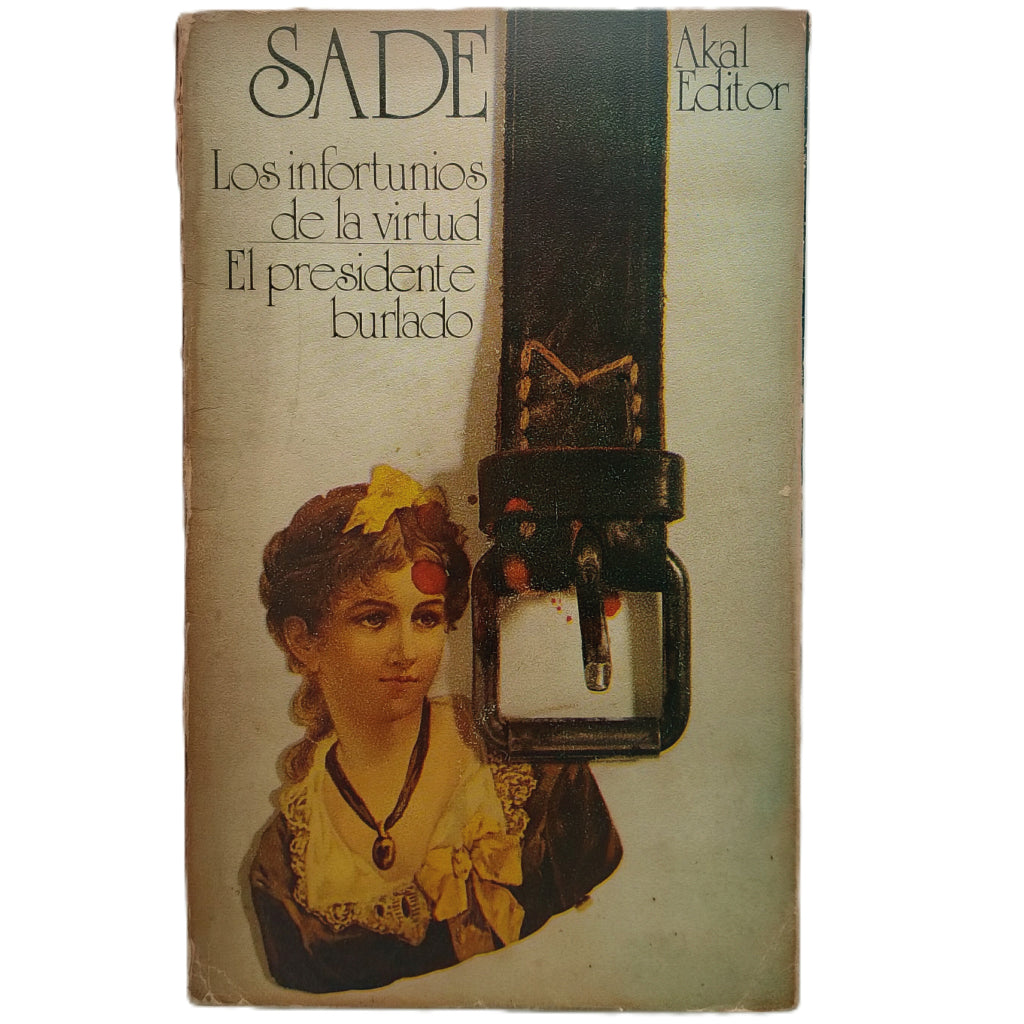 SADE
Los infortunios
de la virtud
El presidente
burlado
Akal
Editor